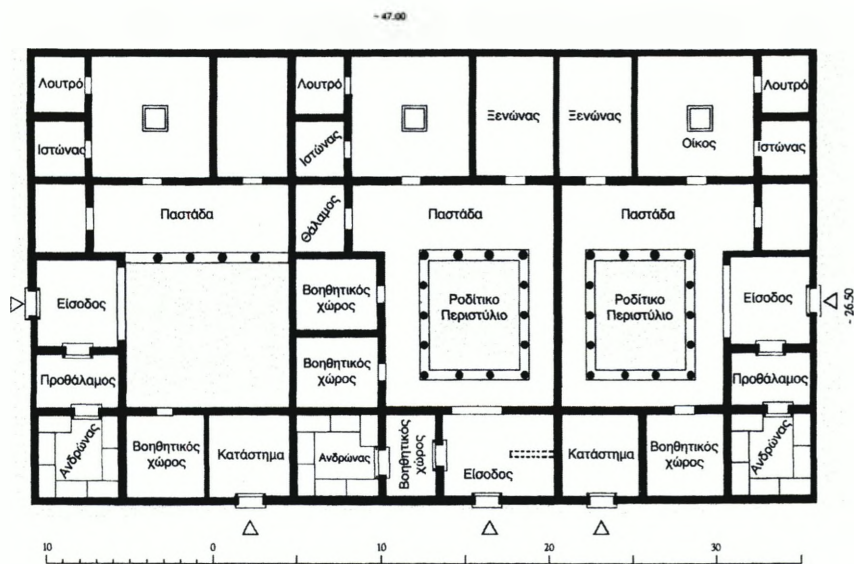 ~ 47.00
Λουτρό
Λουτρό
Ξενώνας
Ξενώνας
Λουτρό
Ιστώνας
Ιστώνας
Οίκος
Ιστώνας
Παστάδα
Θάλαμος
Παστάδα
Παστάδα
Είσοδος
Βοηθητικός
χώρος
Ροδίτικο
Περιστύλιο
Ροδίτικο
Περιστύλιο
Είσοδος
~ 26.50
Προθάλαμος
Βοηθητικός
χώρος
Προθάλαμος
Ανδρώνας
Βοηθητικός
χώρος
Κατάστημα
Ανδρώνας
Βοηθητικός
χώρος
Είσοδος
Κατάστημα
Βοηθητικός
χώρος
Ανδρώνας
10 0 10 20 30